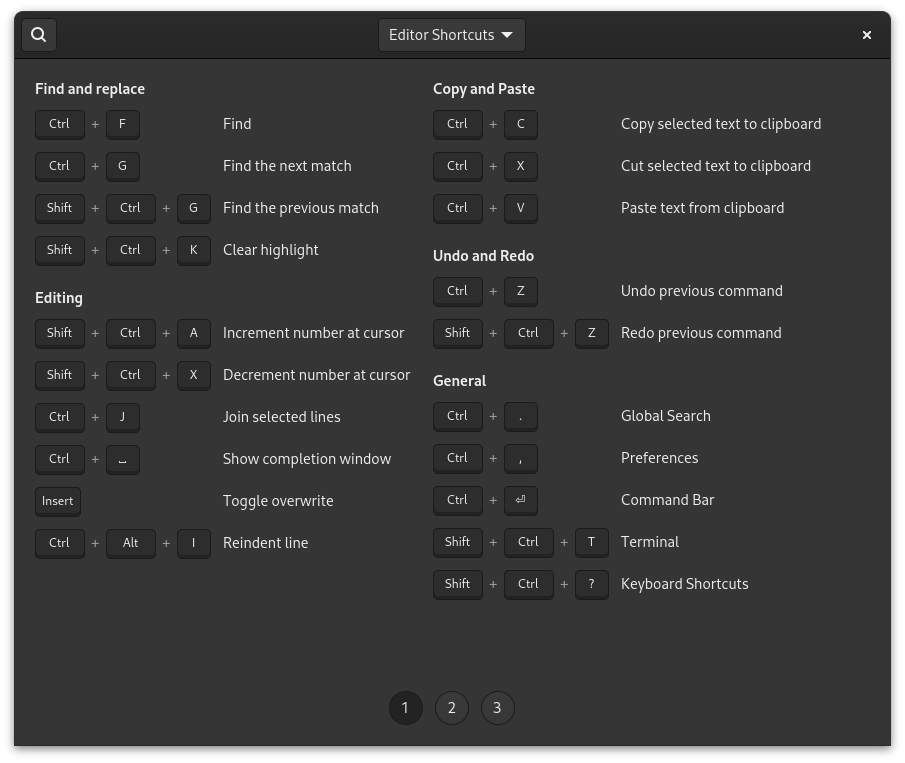 Editor Shortcuts
Find and replace
Ctrl + F Find
Ctrl + G Find the next match
Shift + Ctrl + G Find the previous match
Shift + Ctrl + K Clear highlight
Editing
Shift + Ctrl + A Increment number at cursor
Shift + Ctrl + X Decrement number at cursor
Ctrl + J Join selected lines
Ctrl + ⎵ Show completion window
Insert Toggle overwrite
Ctrl + Alt + I Reindent line
Copy and Paste
Ctrl + C Copy selected text to clipboard
Ctrl + X Cut selected text to clipboard
Ctrl + V Paste text from clipboard
Undo and Redo
Ctrl + Z Undo previous command
Shift + Ctrl + Z Redo previous command
General
Ctrl + . Global Search
Ctrl + , Preferences
Ctrl + ⏎ Command Bar
Shift + Ctrl + T Terminal
Shift + Ctrl + ? Keyboard Shortcuts
1 2 3